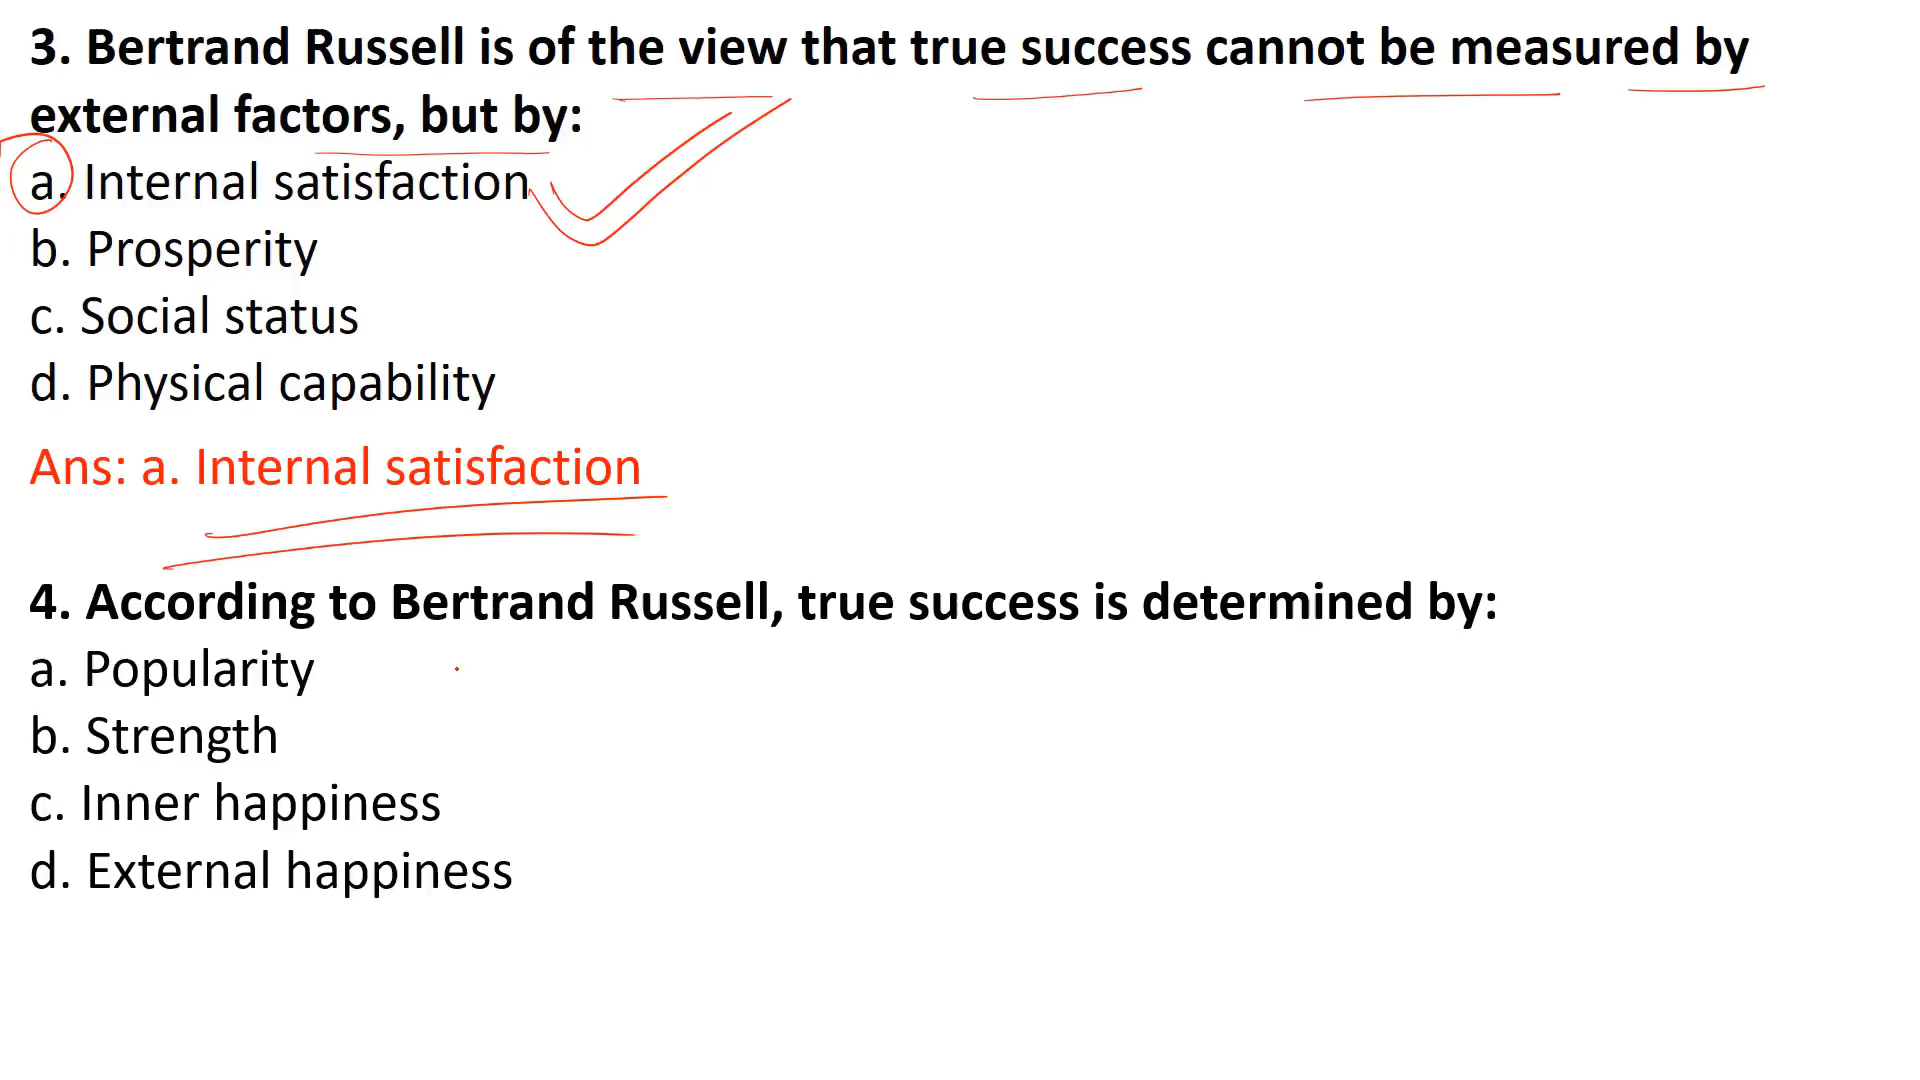 3. Bertrand Russell is of the view that true success cannot be measured by
external factors, but by:
a. Internal satisfaction
b. Prosperity
c. Social status
d. Physical capability
Ans: a. Internal satisfaction
4. According to Bertrand Russell, true success is determined by:
a. Popularity
b. Strength
c. Inner happiness
d. External happiness